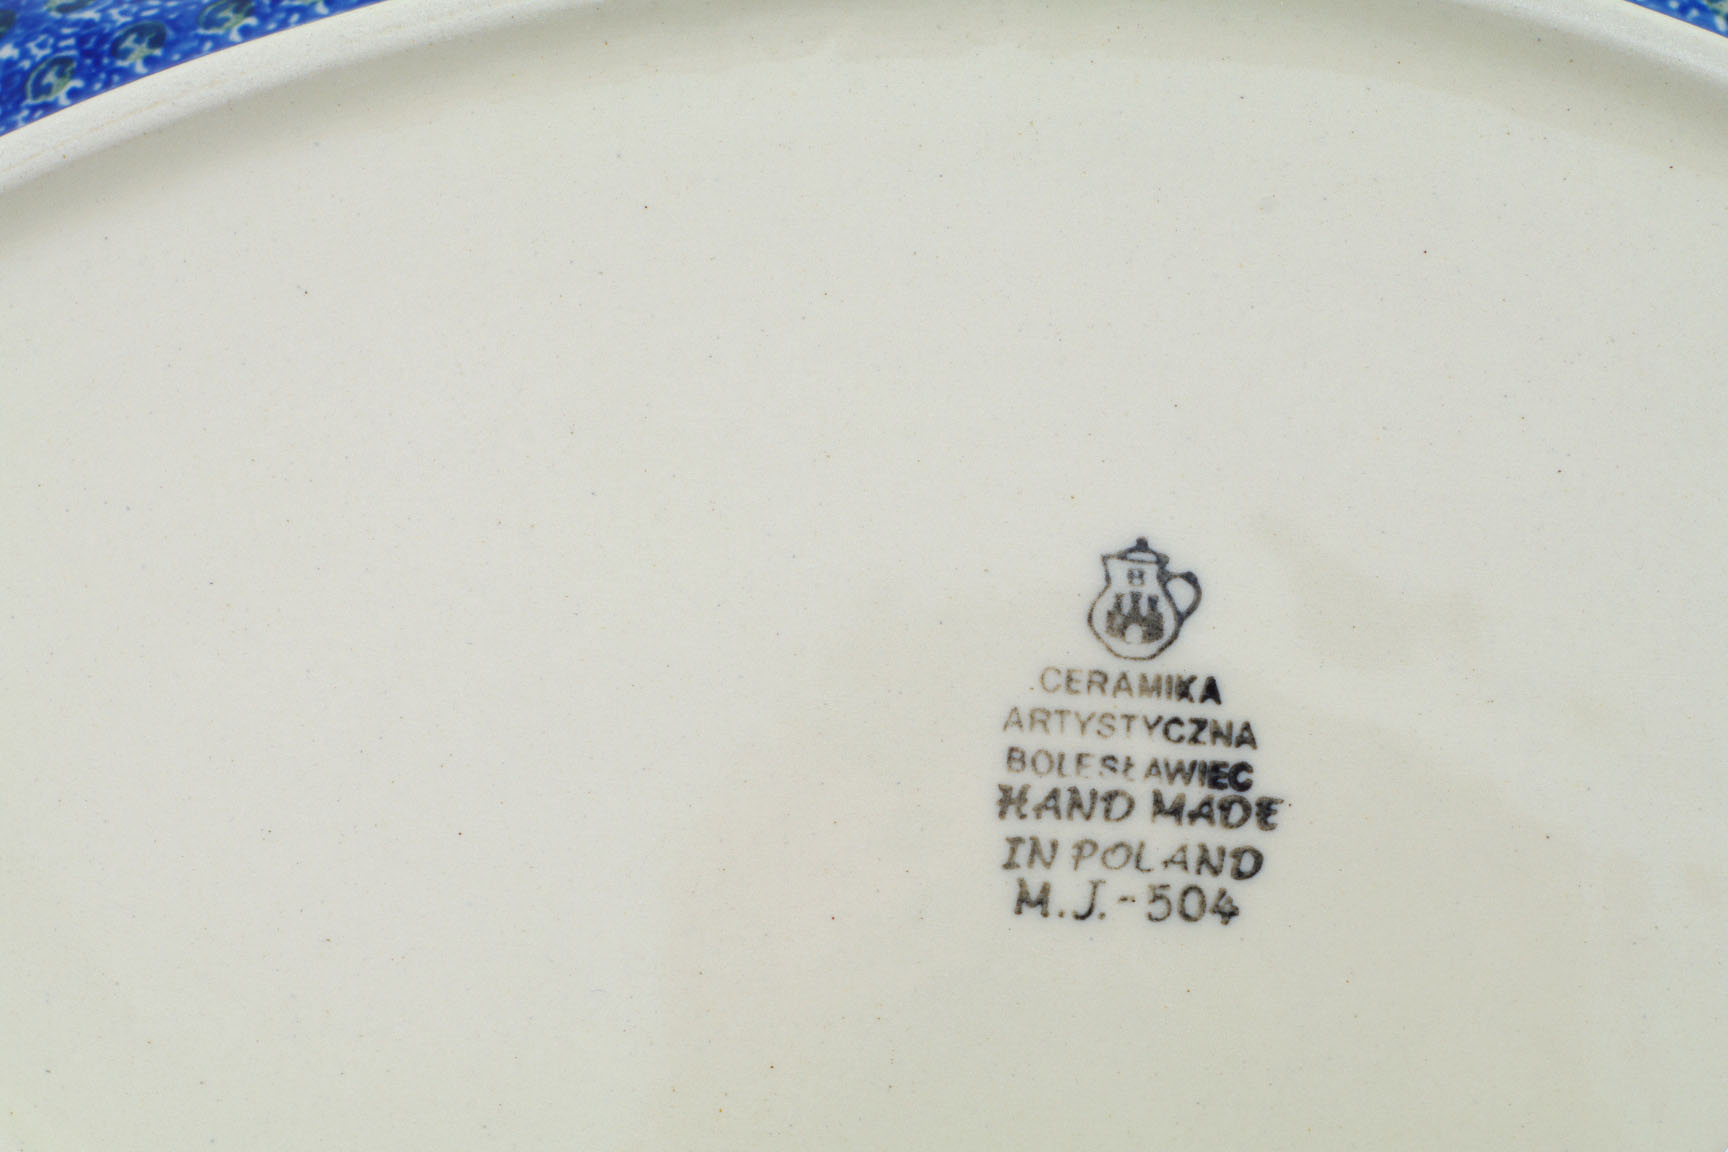 CERAMIKA
ARTYSTYCZNA
BOLESŁAWIEC
HAND MADE
IN POLAND
M.J.-504